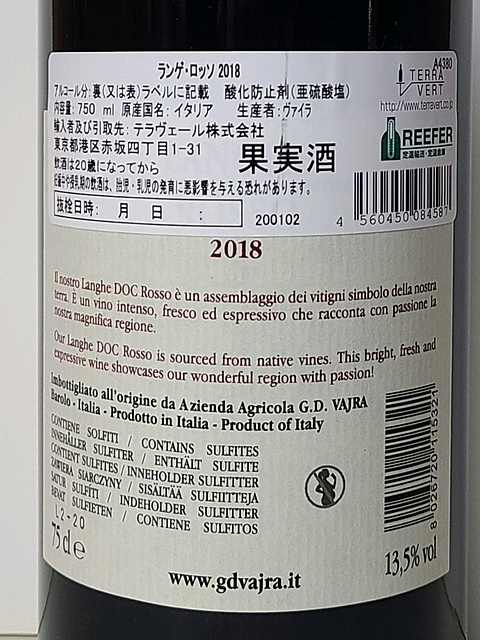 ランゲ・ロッソ 2018
A4380
アルコール分:裏(又は表)ラベルに記載 酸化防止剤(亜硫酸塩)
TERRA VERT
内容量:750 ml 原産国名:イタリア 生産者:ヴァイラ
http://www.terravert.co.jp
輸入者及び引取先:テラヴェール株式会社
東京都港区赤坂四丁目1-31
果実酒
REEFER
定温輸送・定温倉庫
飲酒は20歳になってから
妊娠中や授乳期の飲酒は、胎児・乳児の発育に悪影響を与える恐れがあります。
抜栓日時: 月 日 :
200102
4 560450 084587
2018
Il nostro Langhe DOC Rosso è un assemblaggio dei vitigni simbolo della nostra
terra. È un vino intenso, fresco ed espressivo che racconta con passione la
nostra magnifica regione.
Our Langhe DOC Rosso is sourced from native vines. This bright, fresh and
expressive wine showcases our wonderful region with passion!
Imbottigliato all'origine da Azienda Agricola G.D. VAJRA
Barolo - Italia - Prodotto in Italia - Product of Italy
CONTIENE SOLFITI / CONTAINS SULFITES
INNEHÅLLER SULFITER / ENTHÄLT SULFITE
CONTIENT SULFITES / INNEHOLDER SULFITTER
ZAWIERA SIARCZYNY / SISÄLTÄÄ SULFIITTEJA
SATUR SULFĪTI / INDEHOLDER SULFITTER
BEVAT SULFIETEN / CONTIENE SULFITOS
L2-20
75 cl e
8 026720 115321
13,5% vol
www.gdvajra.it